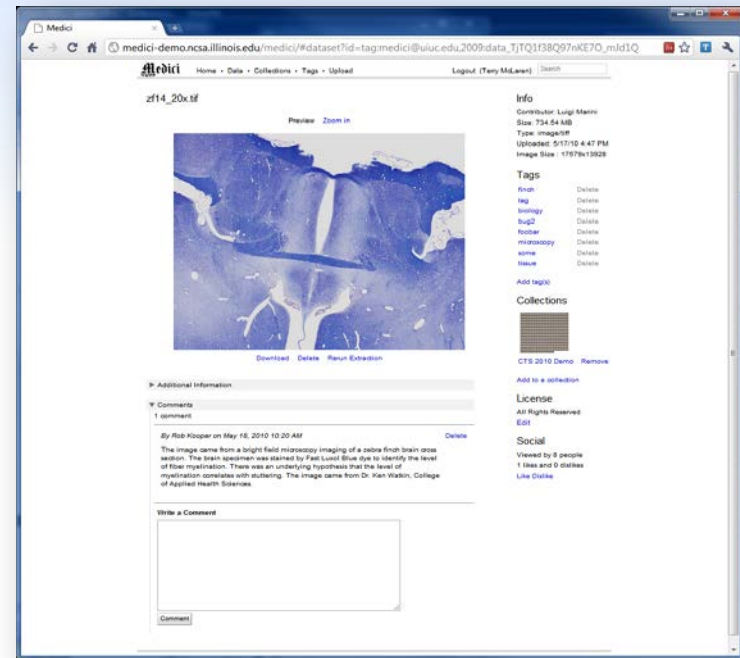 Medici
medici-demo.ncsa.illinois.edu/medici/#dataset?id=tag:medici@uiuc.edu,2009:data_TjTQ1f38Q97nKE7O_mJd1Q
Medici Home • Data • Collections • Tags • Upload Logout (Terry McLaren) Search
zf14_20x.tif
Preview Zoom in
Download Delete Rerun Extraction
Additional Information
Comments
1 comment
By Rob Kooper on May 18, 2010 10:20 AM Delete
The image came from a bright field microscopy imaging of a zebra finch brain cross
section. The brain specimen was stained by Fast Luxol Blue dye to identify the level
of fiber myelination. There was an underlying hypothesis that the level of
myelination correlates with stuttering. The image came from Dr. Ken Watkin, College
of Applied Health Sciences.
Write a Comment
Comment
Info
Contributor: Luigi Marini
Size: 734.54 MB
Type: image/tiff
Uploaded: 5/17/10 4:47 PM
Image Size : 17679x13928
Tags
finch Delete
tag Delete
biology Delete
bug2 Delete
foobar Delete
microscopy Delete
some Delete
tissue Delete
Add tag(s)
Collections
CTS 2010 Demo Remove
Add to a collection
License
All Rights Reserved
Edit
Social
Viewed by 8 people
1 likes and 0 dislikes
Like Dislike